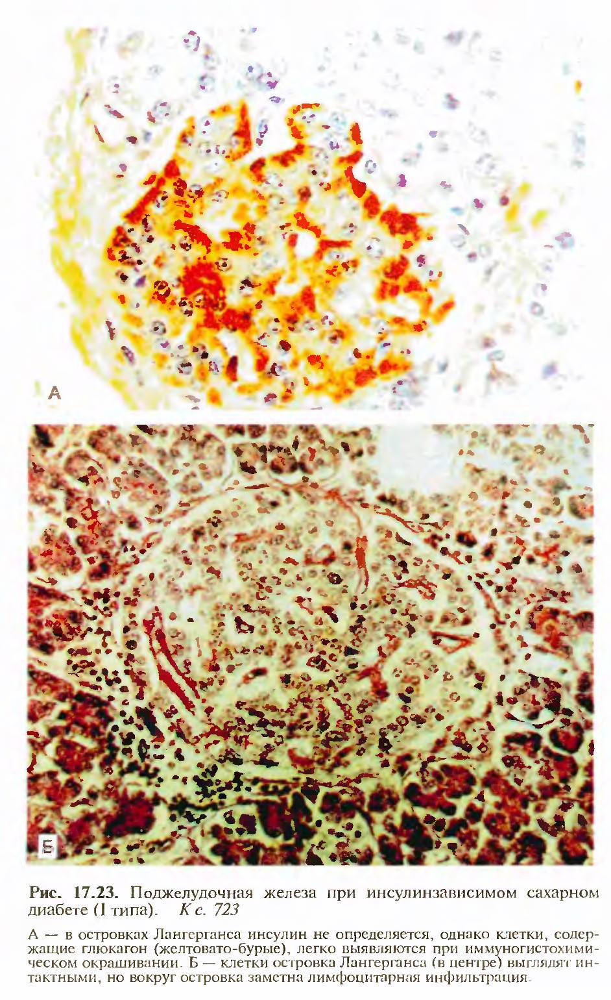 А
Б
Рис. 17.23. Поджелудочная железа при инсулинзависимом сахарном
диабете (I типа). К с. 723
А — в островках Лангерганса инсулин не определяется, однако клетки, содер-
жащие глюкагон (желтовато-бурые), легко выявляются при иммуногистохими-
ческом окрашивании. Б — клетки островка Лангерганса (в центре) выглядят ин-
тактными, но вокруг островка заметна лимфоцитарная инфильтрация.